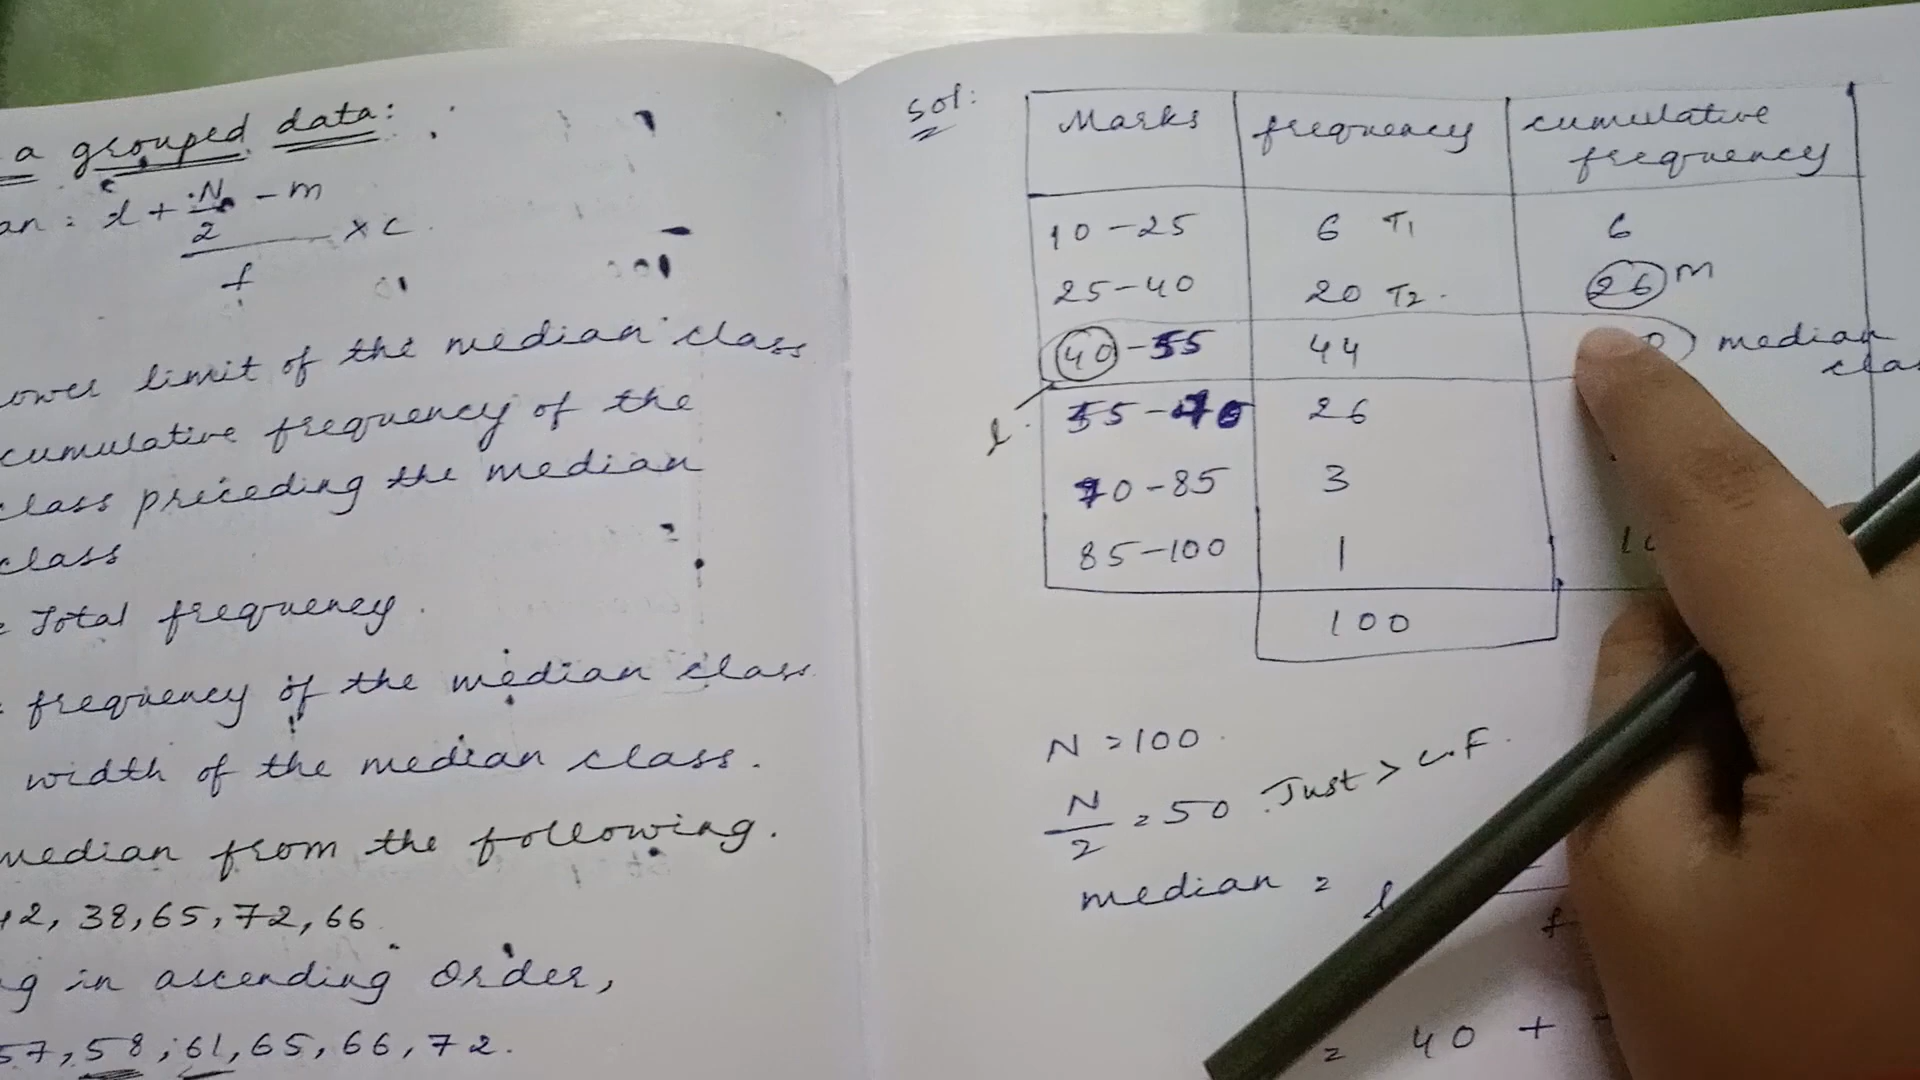 a grouped data:
an = l + N/2 - m / f × c
lower limit of the median class
cumulative frequency of the
class preceding the median
class
= Total frequency.
= frequency of the median class
width of the median class.
median from the following.
42, 38, 65, 72, 66
in ascending order,
57, 58, 61, 65, 66, 72.
Sol:
Marks frequency cumulative frequency
10-25 6 T1 6
25-40 20 T2 26 m
40-55 44 median class
l
55-70 26
70-85 3
85-100 1
100
N = 100
N/2 = 50 Just > C.F.
median = l
f
= 40 +